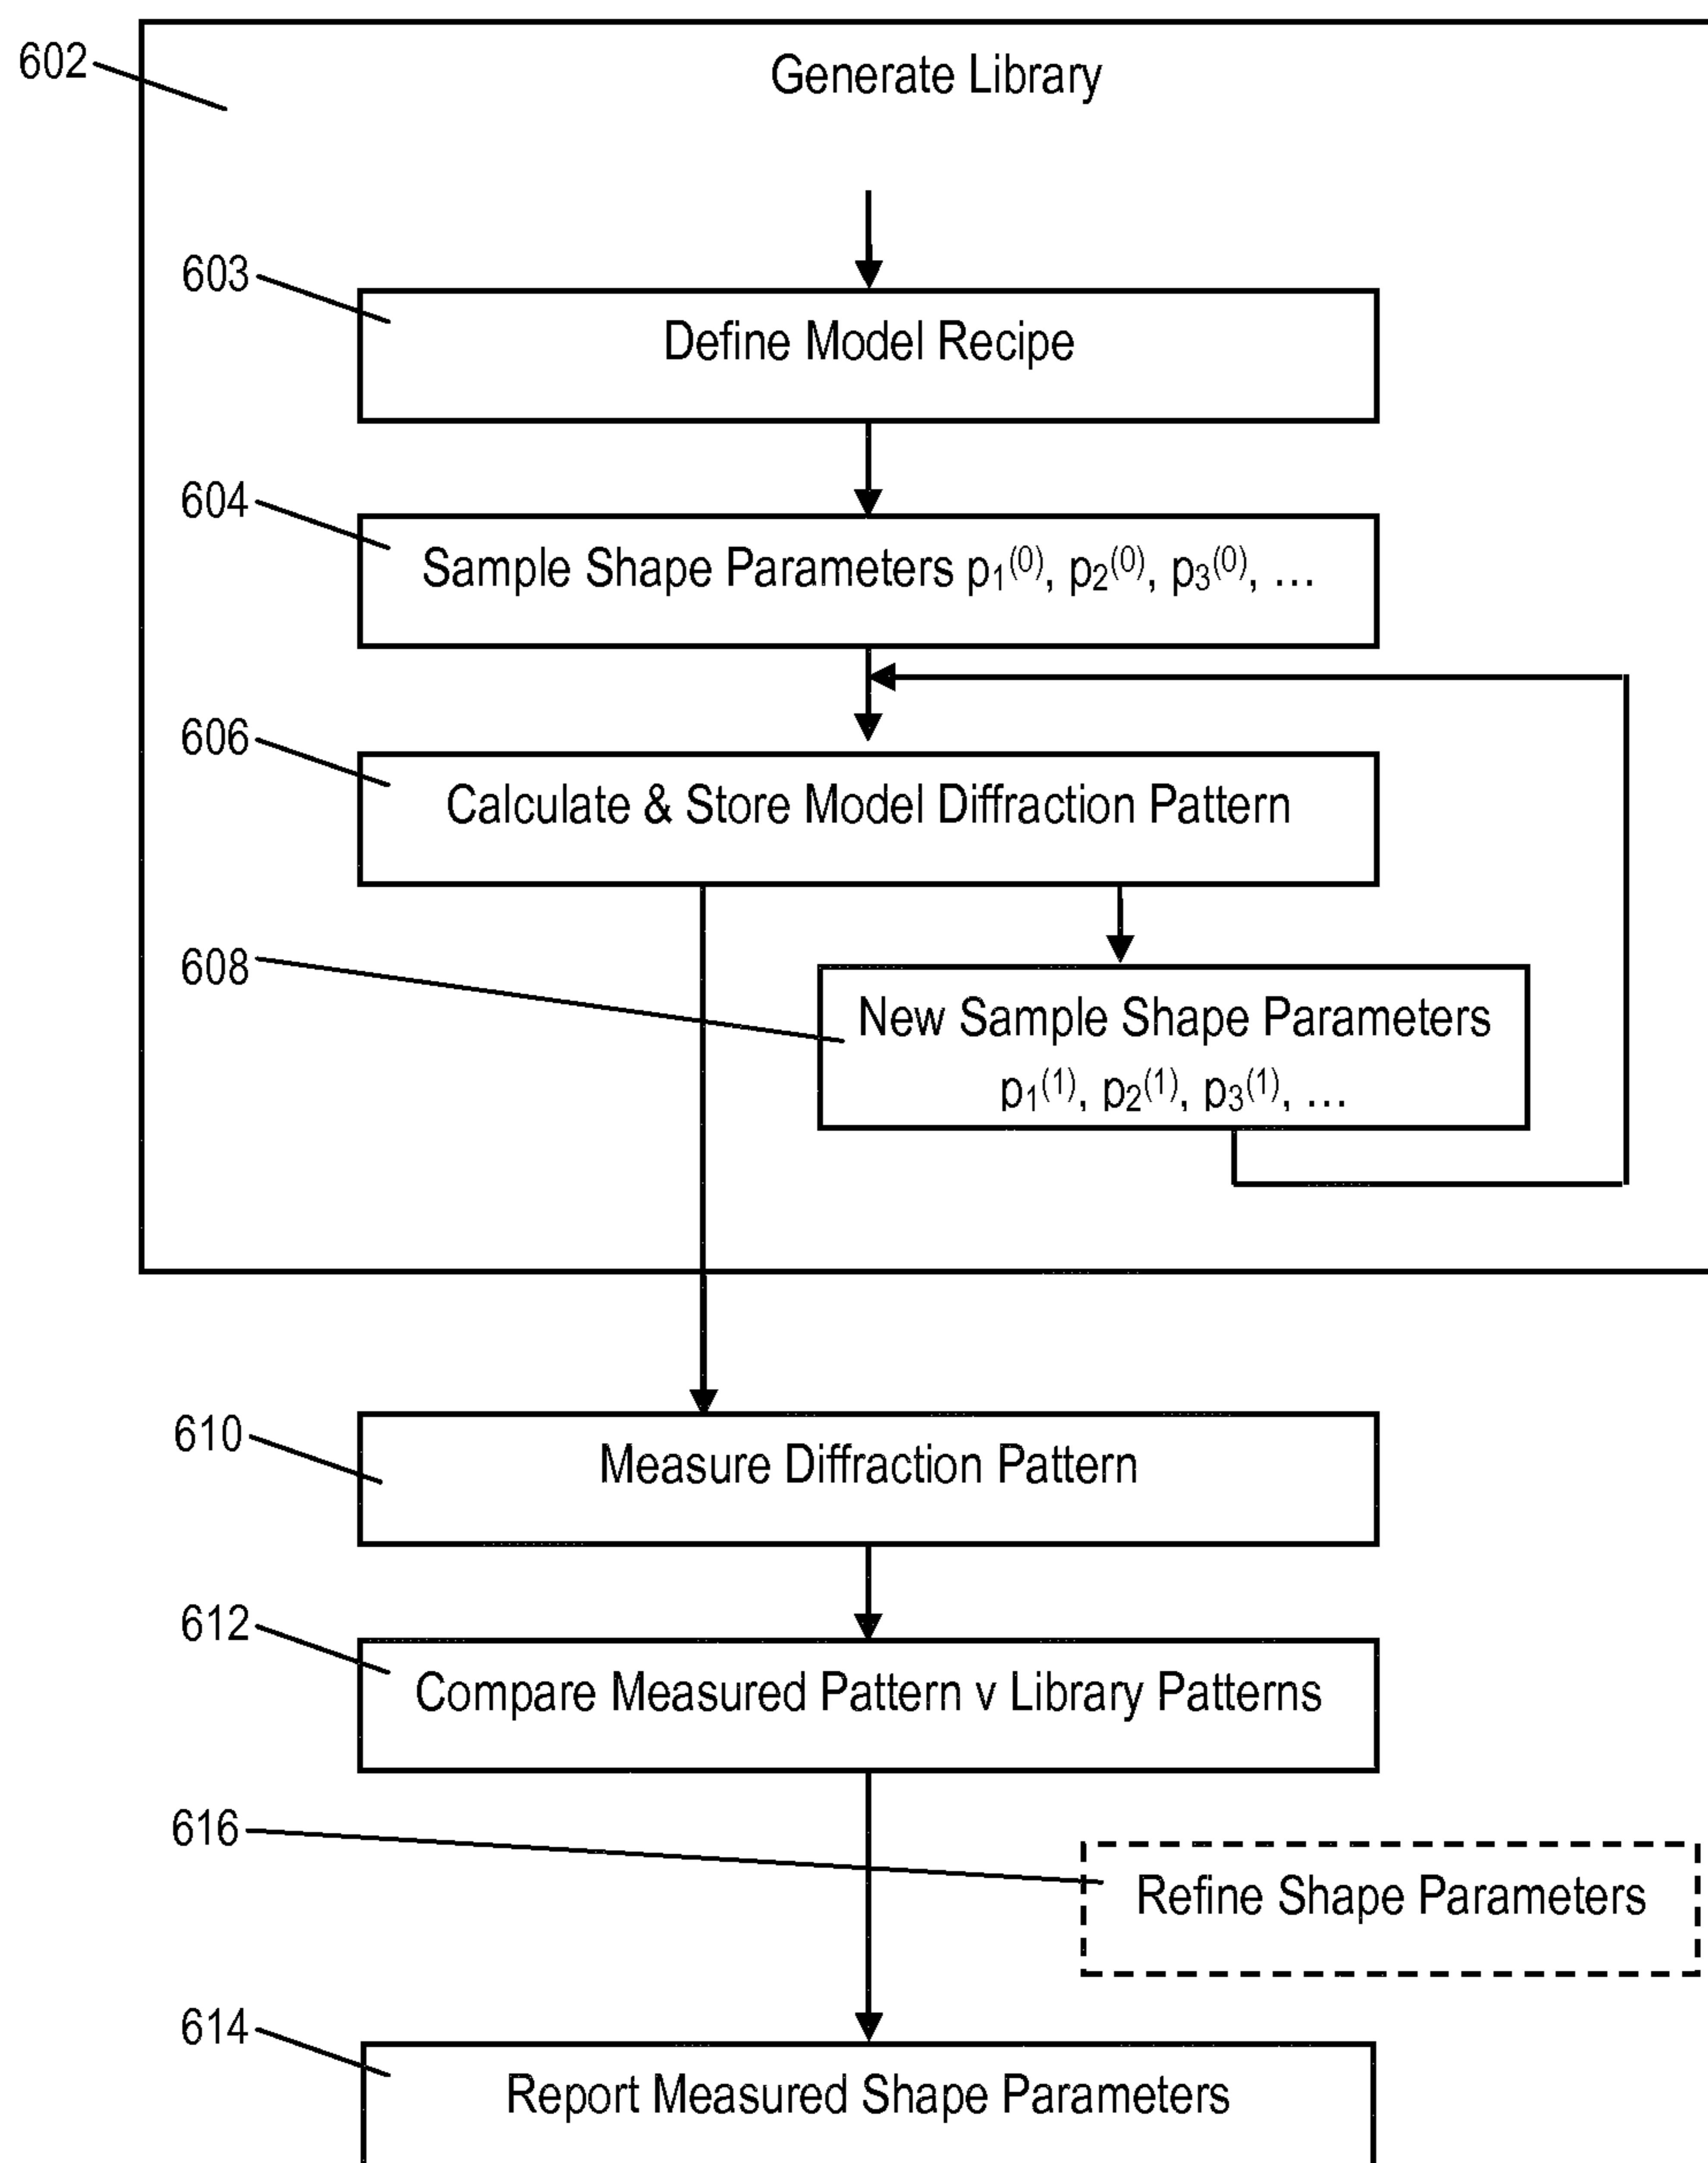 602
Generate Library
603
Define Model Recipe
604
Sample Shape Parameters p₁⁽⁰⁾, p₂⁽⁰⁾, p₃⁽⁰⁾, …
606
Calculate & Store Model Diffraction Pattern
608
New Sample Shape Parameters
p₁⁽¹⁾, p₂⁽¹⁾, p₃⁽¹⁾, …
610
Measure Diffraction Pattern
612
Compare Measured Pattern v Library Patterns
616
Refine Shape Parameters
614
Report Measured Shape Parameters